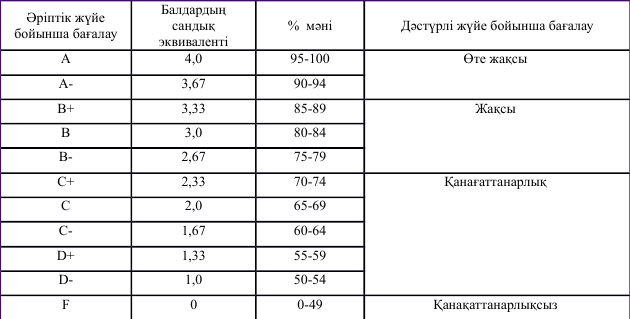 Әріптік жүйе бойынша бағалау | Балдардың сандық эквиваленті | % мәні | Дәстүрлі жүйе бойынша бағалау
A | 4,0 | 95-100 | Өте жақсы
A- | 3,67 | 90-94
B+ | 3,33 | 85-89 | Жақсы
B | 3,0 | 80-84
B- | 2,67 | 75-79
C+ | 2,33 | 70-74 | Қанағаттанарлық
C | 2,0 | 65-69
C- | 1,67 | 60-64
D+ | 1,33 | 55-59
D- | 1,0 | 50-54
F | 0 | 0-49 | Қанақаттанарлықсыз